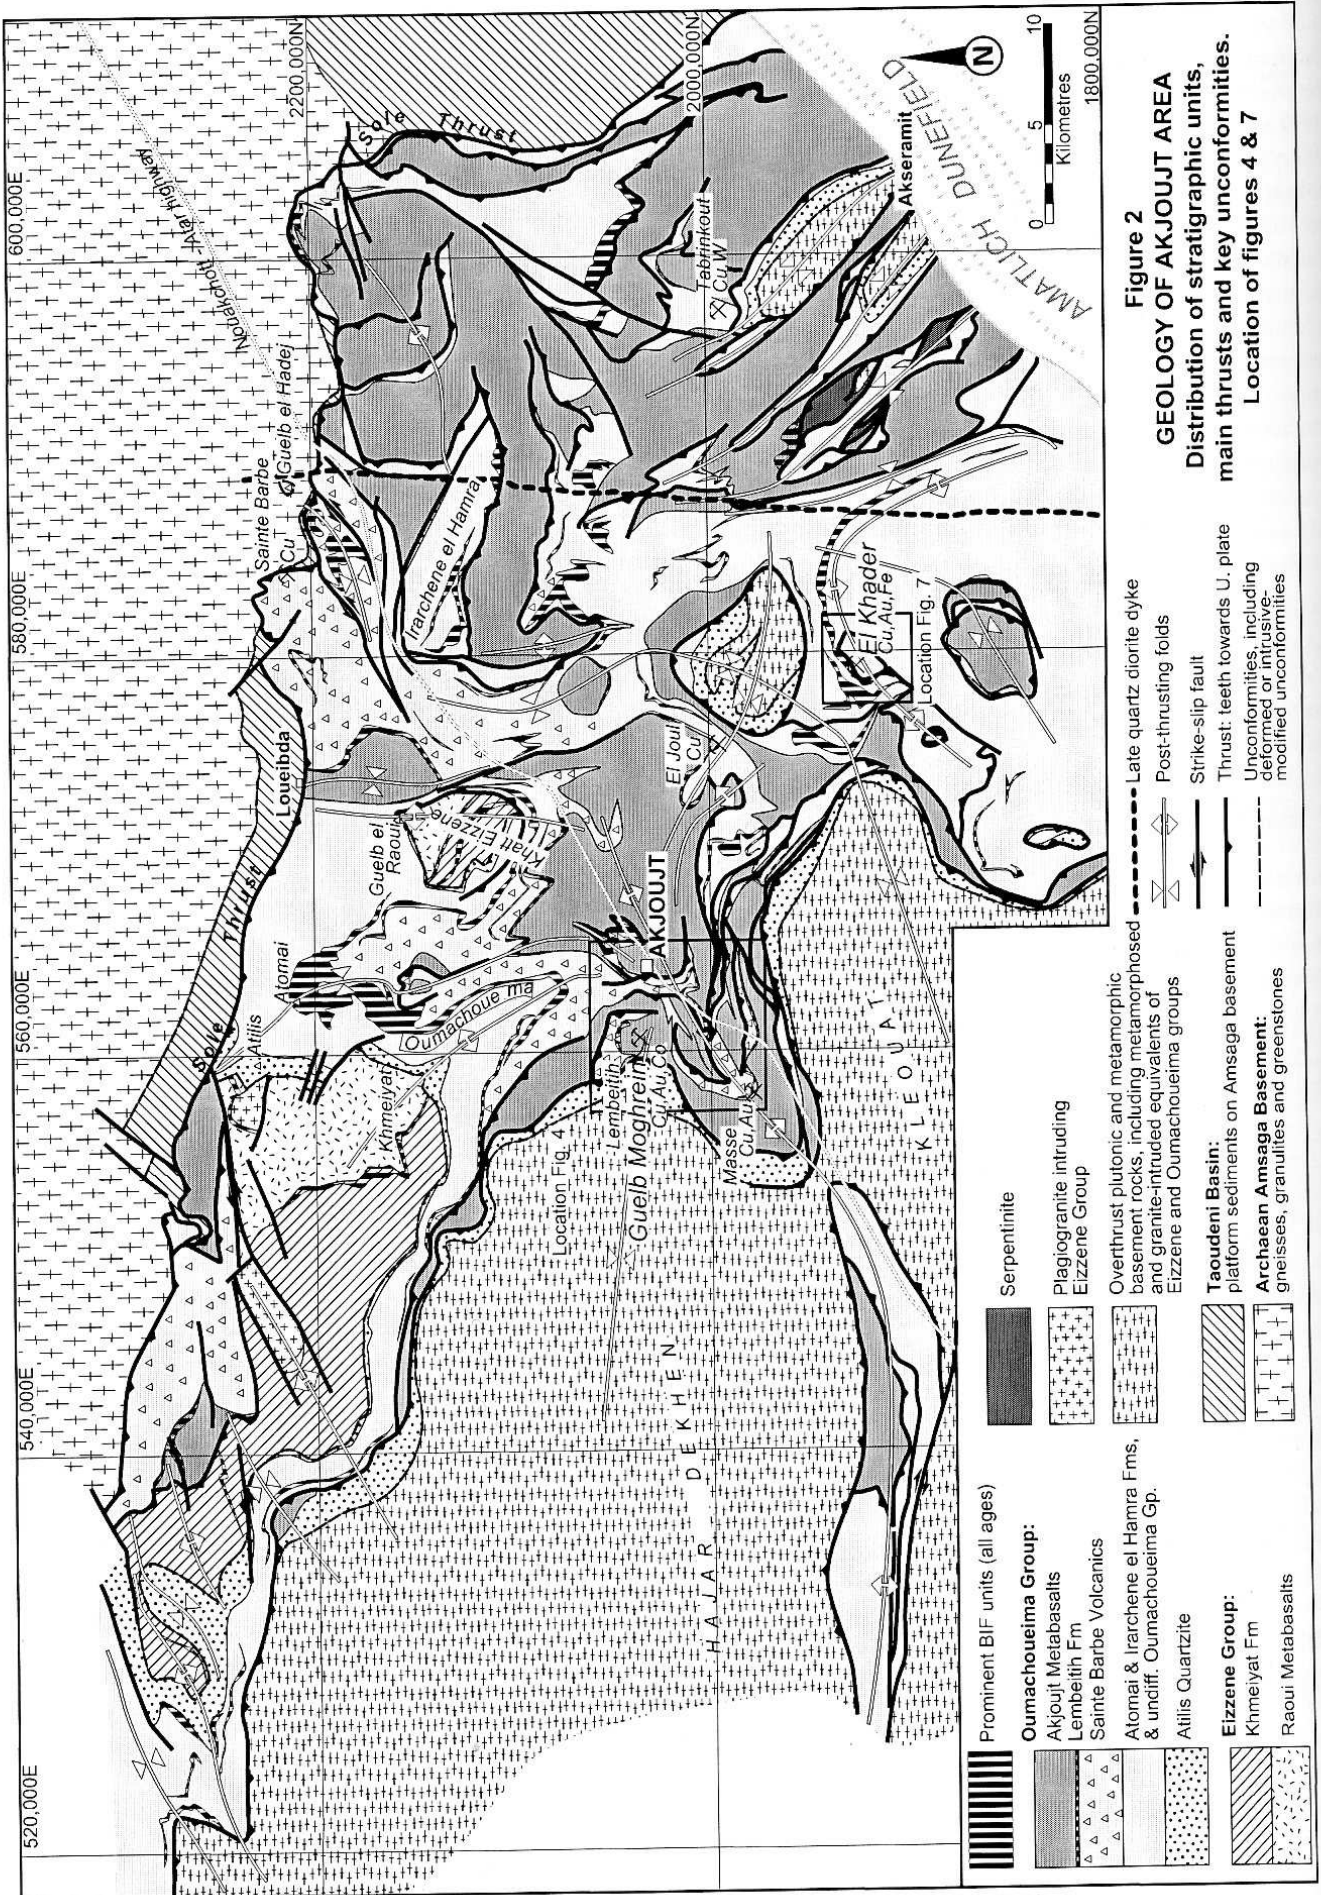 Figure 2
GEOLOGY OF AKJOUJT AREA
Distribution of stratigraphic units,
main thrusts and key unconformities.
Location of figures 4 & 7
520,000E
540,000E
560,000E
580,000E
600,000E
2200,000N
2000,000N
1800,000N
Nouakchott - Atar highway
Sole Thrust
Sole Thrust
Loueibda
Sainte Barbe
Cu
Guelb el Hadej
Cu
Irarchene el Hamra
Atomai
Atilis
Khmeiyat
Oumachoue ma
Guelb el
Raoui
Khatt Eizzene
AKJOUJT
Lembeitih
Guelb Moghrein
Cu,Au,Co
Location Fig. 4
Masse
Cu,Au
El Joul
Cu
El Khader
Cu,Au,Fe
Location Fig. 7
Tabrinkout
Cu,W
Akseramit
AMATLICH DUNEFIELD
HAJAR DEKHEN
KLEOUAT
N
0 5 10
Kilometres
Prominent BIF units (all ages)
Oumachoueima Group:
Akjoujt Metabasalts
Lembeitih Fm
Sainte Barbe Volcanics
Atomai & Irarchene el Hamra Fms,
& undiff. Oumachoueima Gp.
Atilis Quartzite
Eizzene Group:
Khmeiyat Fm
Raoui Metabasalts
Serpentinite
Plagiogranite intruding
Eizzene Group
Overthrust plutonic and metamorphic
basement rocks, including metamorphosed
and granite-intruded equivalents of
Eizzene and Oumachoueima groups
Taoudeni Basin:
platform sediments on Amsaga basement
Archaean Amsaga Basement:
gneisses, granulites and greenstones
Late quartz diorite dyke
Post-thrusting folds
Strike-slip fault
Thrust: teeth towards U. plate
Unconformities, including
deformed or intrusive-
modified unconformities